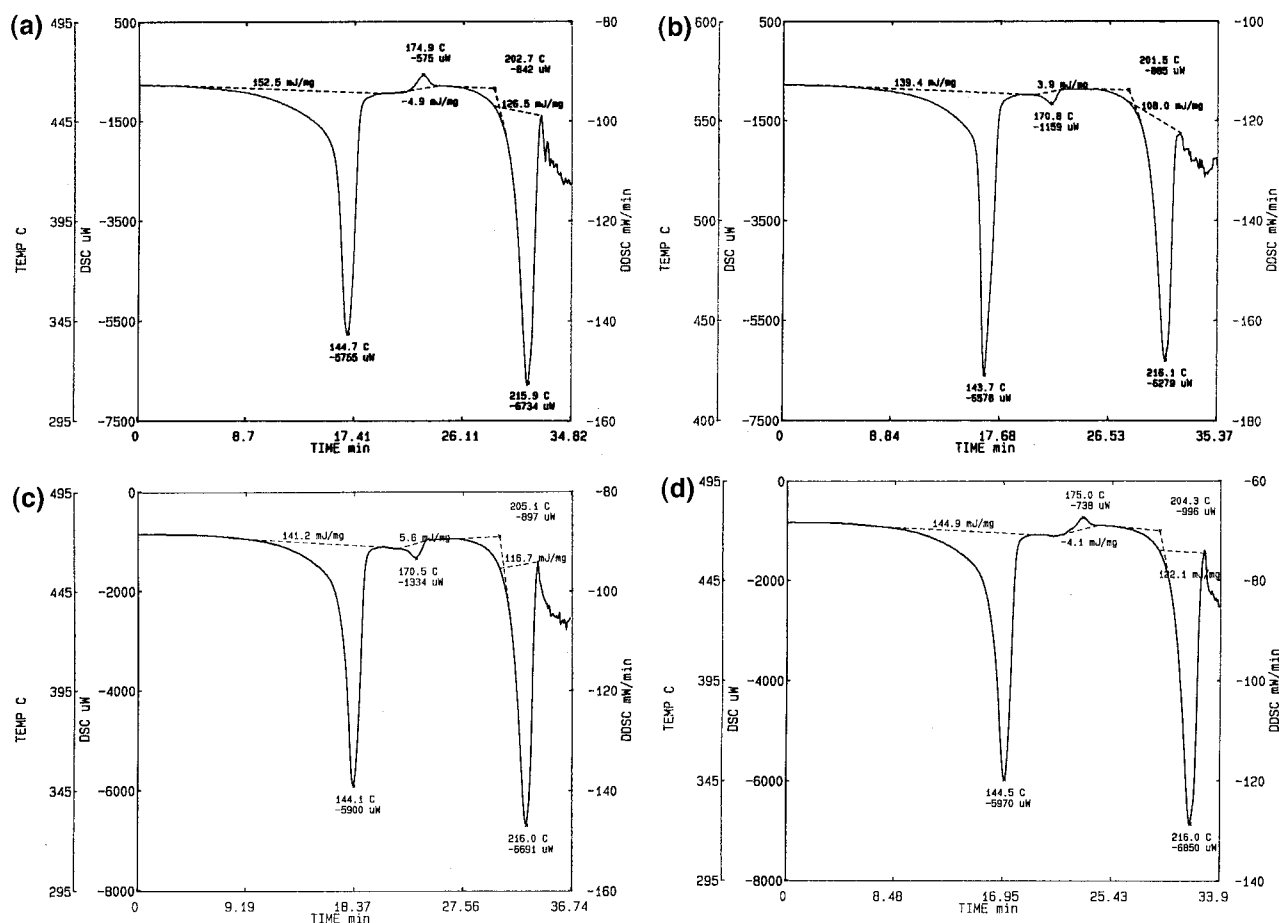 (a)
495
445
395
345
295
TEMP C
500
-1500
-3500
-5500
-7500
DSC uW
152.5 mJ/mg
174.9 C
-575 uW
-4.9 mJ/mg
202.7 C
-842 uW
126.5 mJ/mg
144.7 C
-5755 uW
215.9 C
-6734 uW
-80
-100
-120
-140
-160
DDSC mW/min
0
8.7
17.41
26.11
34.82
TIME min
(b)
600
550
500
450
400
TEMP C
500
-1500
-3500
-5500
-7500
DSC uW
139.4 mJ/mg
3.9 mJ/mg
170.8 C
-1159 uW
201.5 C
-885 uW
108.0 mJ/mg
143.7 C
-6578 uW
216.1 C
-6279 uW
-100
-120
-140
-160
-180
DDSC mW/min
0
8.84
17.68
26.53
35.37
TIME min
(c)
495
445
395
345
295
TEMP C
0
-2000
-4000
-6000
-8000
DSC uW
141.2 mJ/mg
5.6 mJ/mg
170.5 C
-1334 uW
205.1 C
-897 uW
116.7 mJ/mg
144.1 C
-5900 uW
216.0 C
-6691 uW
-80
-100
-120
-140
-160
DDSC mW/min
0
9.19
18.37
27.56
36.74
TIME min
(d)
495
445
395
345
295
TEMP C
0
-2000
-4000
-6000
-8000
DSC uW
144.9 mJ/mg
175.0 C
-738 uW
-4.1 mJ/mg
204.3 C
-996 uW
122.1 mJ/mg
144.5 C
-5970 uW
216.0 C
-6850 uW
-60
-80
-100
-120
-140
DDSC mW/min
0
8.48
16.95
25.43
33.9
TIME min